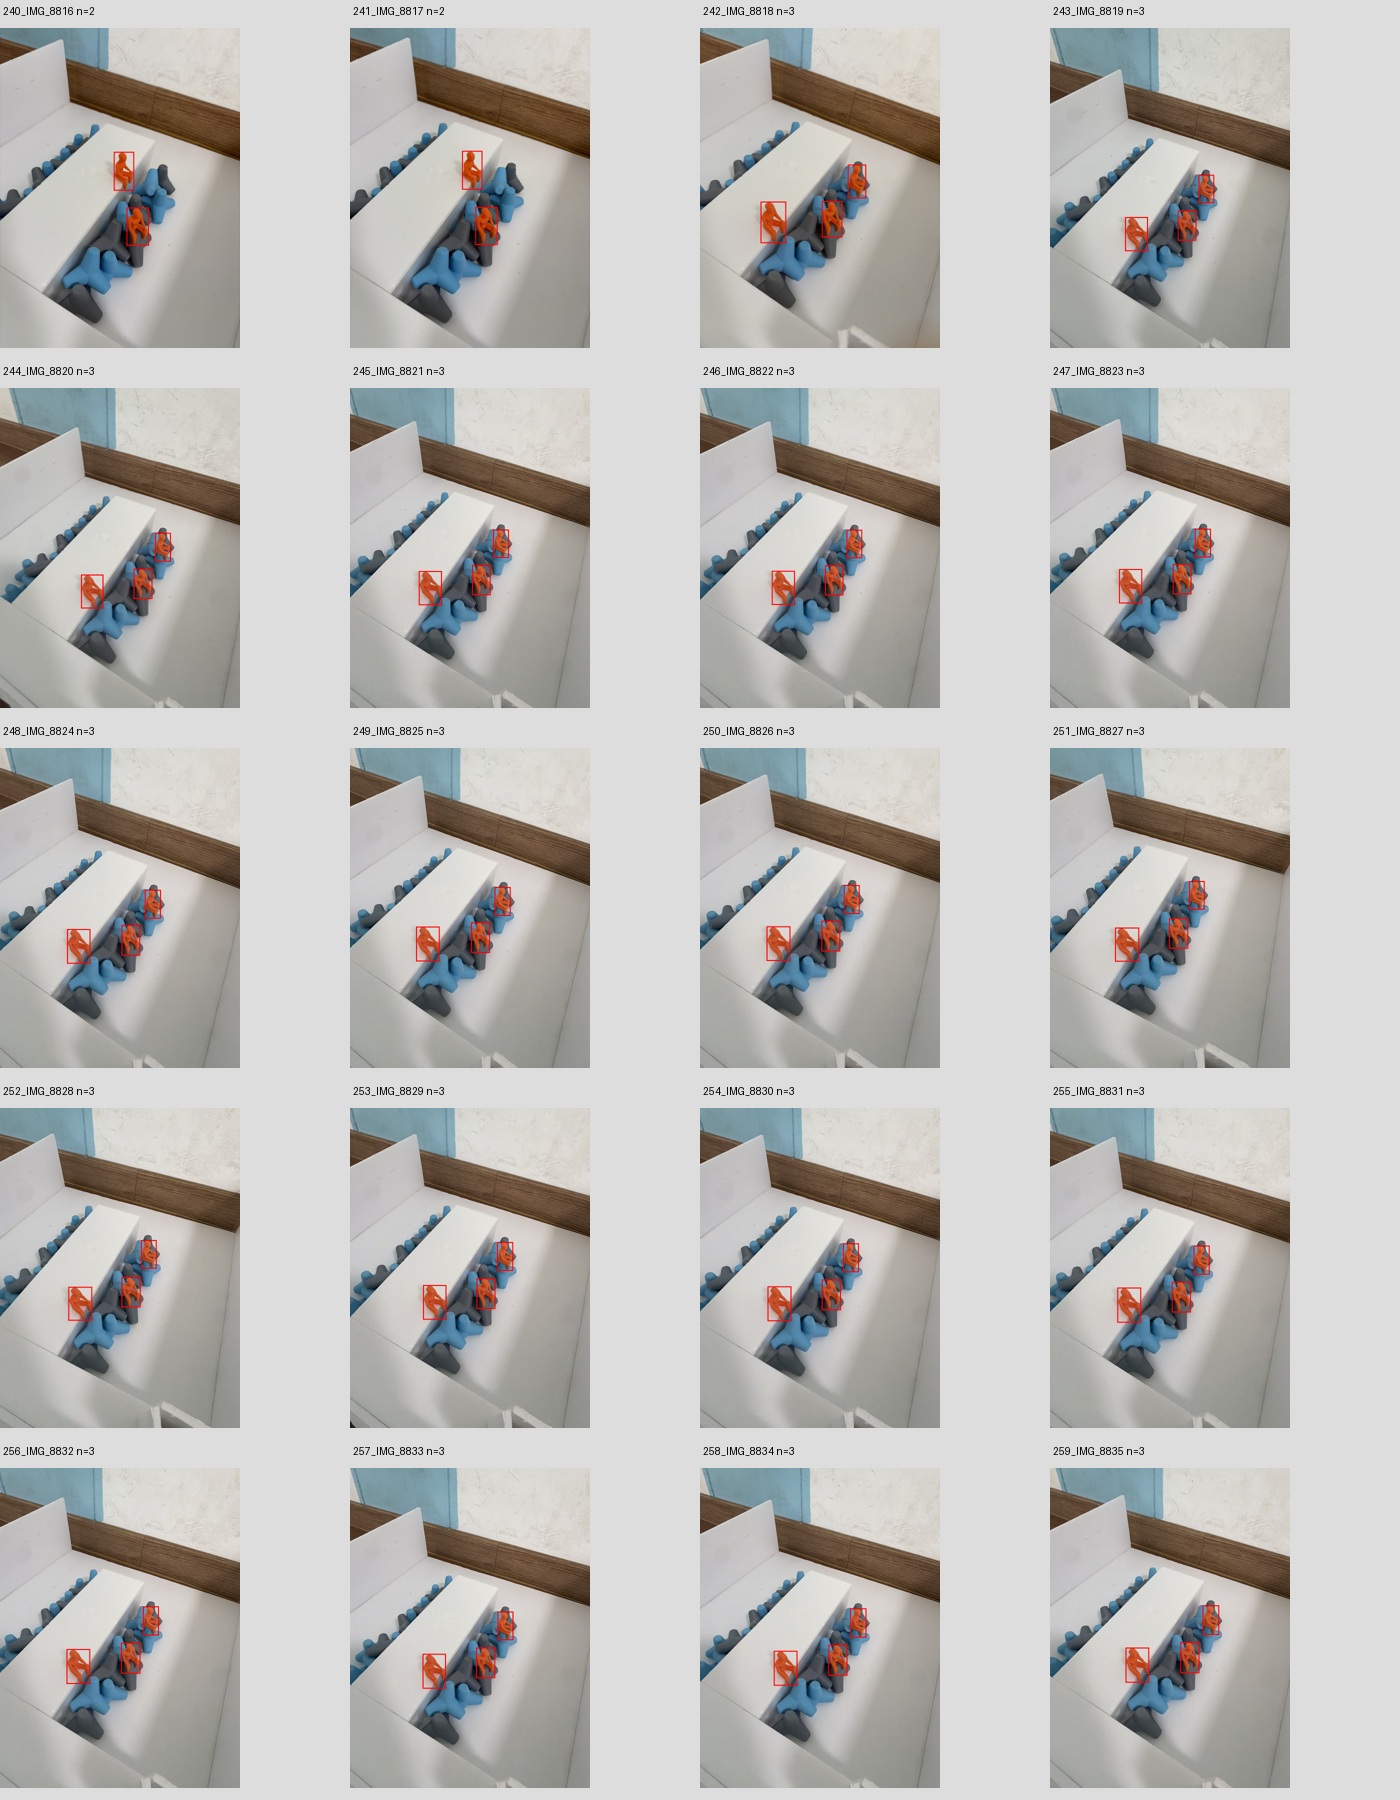 240_IMG_8816 n=2
241_IMG_8817 n=2
242_IMG_8818 n=3
243_IMG_8819 n=3
244_IMG_8820 n=3
245_IMG_8821 n=3
246_IMG_8822 n=3
247_IMG_8823 n=3
248_IMG_8824 n=3
249_IMG_8825 n=3
250_IMG_8826 n=3
251_IMG_8827 n=3
252_IMG_8828 n=3
253_IMG_8829 n=3
254_IMG_8830 n=3
255_IMG_8831 n=3
256_IMG_8832 n=3
257_IMG_8833 n=3
258_IMG_8834 n=3
259_IMG_8835 n=3